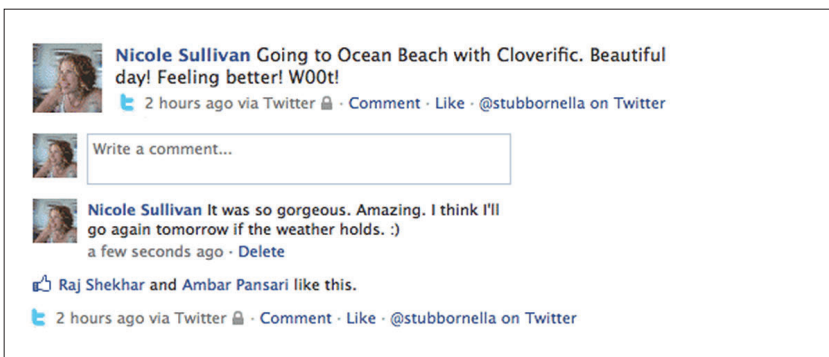 Nicole Sullivan Going to Ocean Beach with Cloverific. Beautiful
day! Feeling better! W00t!
2 hours ago via Twitter · Comment · Like · @stubbornella on Twitter
Write a comment...
Nicole Sullivan It was so gorgeous. Amazing. I think I'll
go again tomorrow if the weather holds. :)
a few seconds ago · Delete
Raj Shekhar and Ambar Pansari like this.
2 hours ago via Twitter · Comment · Like · @stubbornella on Twitter